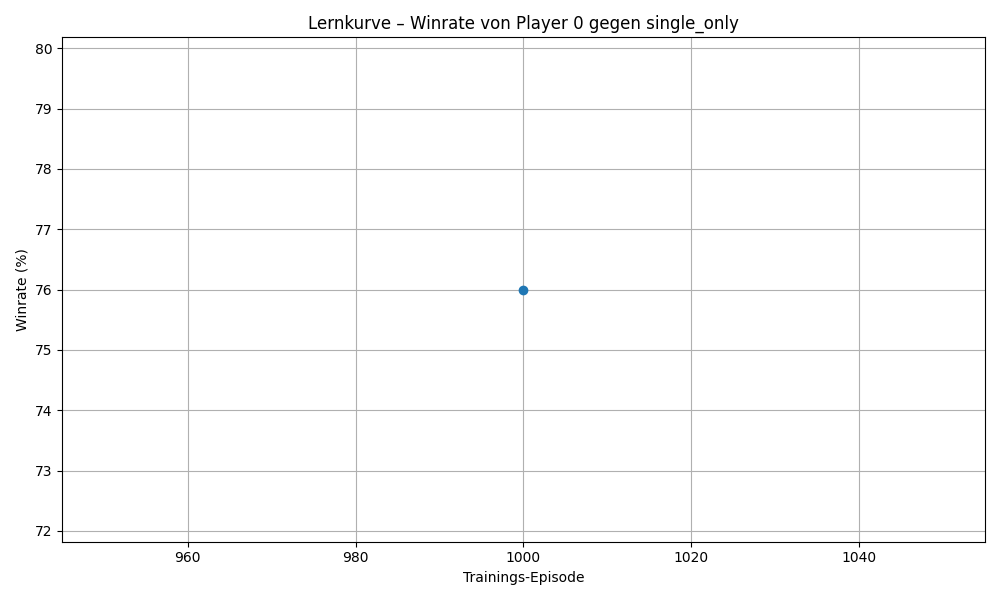 Lernkurve – Winrate von Player 0 gegen single_only
80
79
78
77
76
75
74
73
72
Winrate (%)
960 980 1000 1020 1040
Trainings-Episode